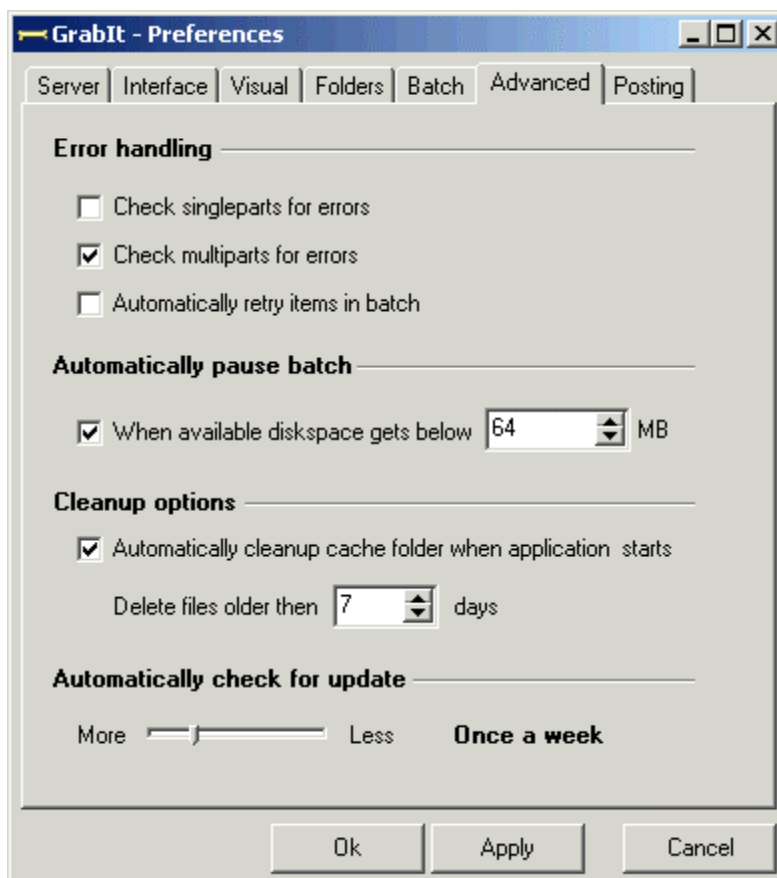 GrabIt - Preferences
Server Interface Visual Folders Batch Advanced Posting
Error handling
Check singleparts for errors
Check multiparts for errors
Automatically retry items in batch
Automatically pause batch
When available diskspace gets below 64 MB
Cleanup options
Automatically cleanup cache folder when application starts
Delete files older then 7 days
Automatically check for update
More Less Once a week
Ok Apply Cancel